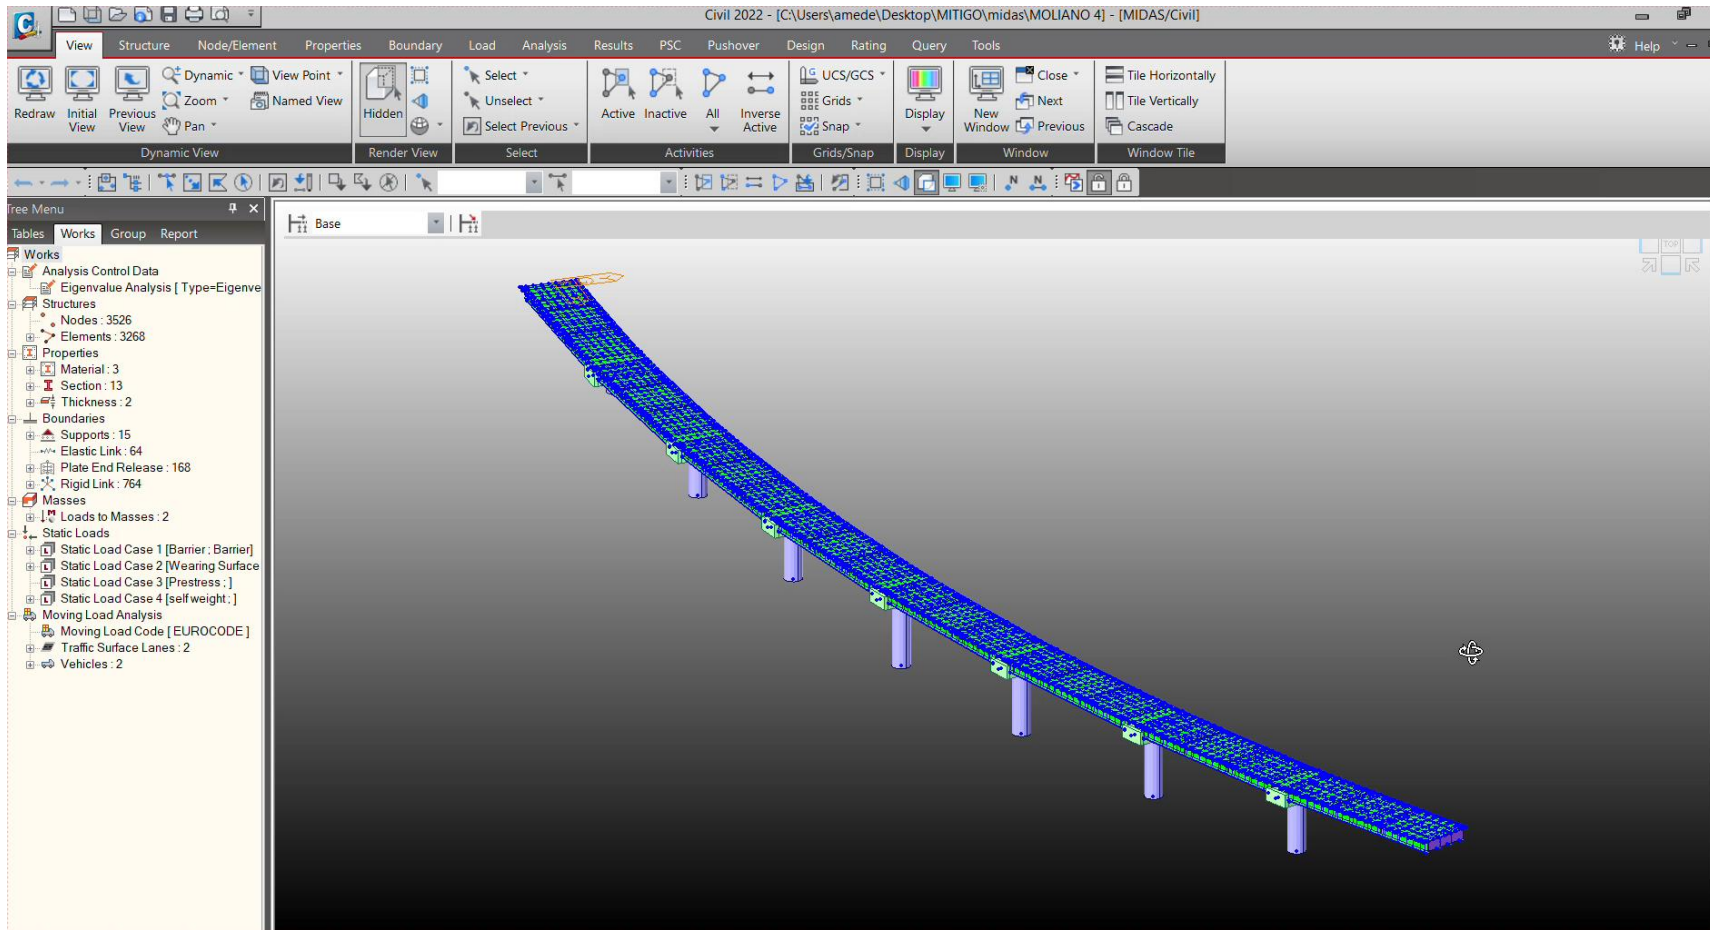 Civil 2022 - [C:\Users\amede\Desktop\MITIGO\midas\MOLIANO 4] - [MIDAS/Civil]
View Structure Node/Element Properties Boundary Load Analysis Results PSC Pushover Design Rating Query Tools Help
Redraw
Initial View
Previous View
Dynamic
Zoom
Pan
View Point
Named View
Dynamic View
Hidden
Render View
Select
Unselect
Select Previous
Select
Active
Inactive
All
Inverse Active
Activities
UCS/GCS
Grids
Snap
Grids/Snap
Display
Display
New Window
Close
Next
Previous
Window
Tile Horizontally
Tile Vertically
Cascade
Window Tile
Tree Menu
Tables Works Group Report
Base
TOP
Works
Analysis Control Data
Eigenvalue Analysis [ Type=Eigenve
Structures
Nodes : 3526
Elements : 3268
Properties
Material : 3
Section : 13
Thickness : 2
Boundaries
Supports : 15
Elastic Link : 64
Plate End Release : 168
Rigid Link : 764
Masses
Loads to Masses : 2
Static Loads
Static Load Case 1 [Barrier ; Barrier]
Static Load Case 2 [Wearing Surface
Static Load Case 3 [Prestress ; ]
Static Load Case 4 [self weight ; ]
Moving Load Analysis
Moving Load Code [ EUROCODE ]
Traffic Surface Lanes : 2
Vehicles : 2